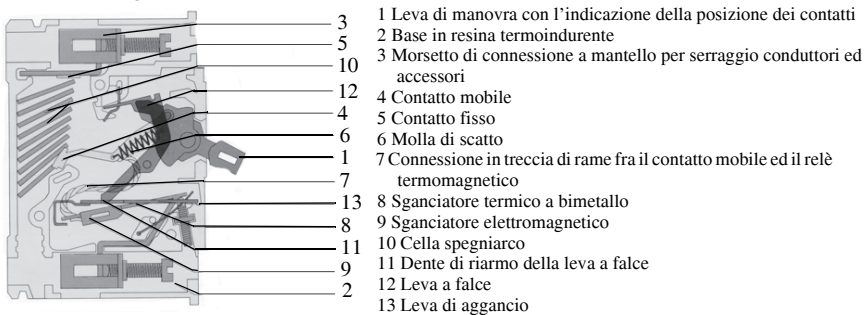 3
5
10
12
4
6
1
7
13
8
11
9
2
1 Leva di manovra con l’indicazione della posizione dei contatti
2 Base in resina termoindurente
3 Morsetto di connessione a mantello per serraggio conduttori ed
accessori
4 Contatto mobile
5 Contatto fisso
6 Molla di scatto
7 Connessione in treccia di rame fra il contatto mobile ed il relè
termomagnetico
8 Sganciatore termico a bimetallo
9 Sganciatore elettromagnetico
10 Cella spegniarco
11 Dente di riarmo della leva a falce
12 Leva a falce
13 Leva di aggancio